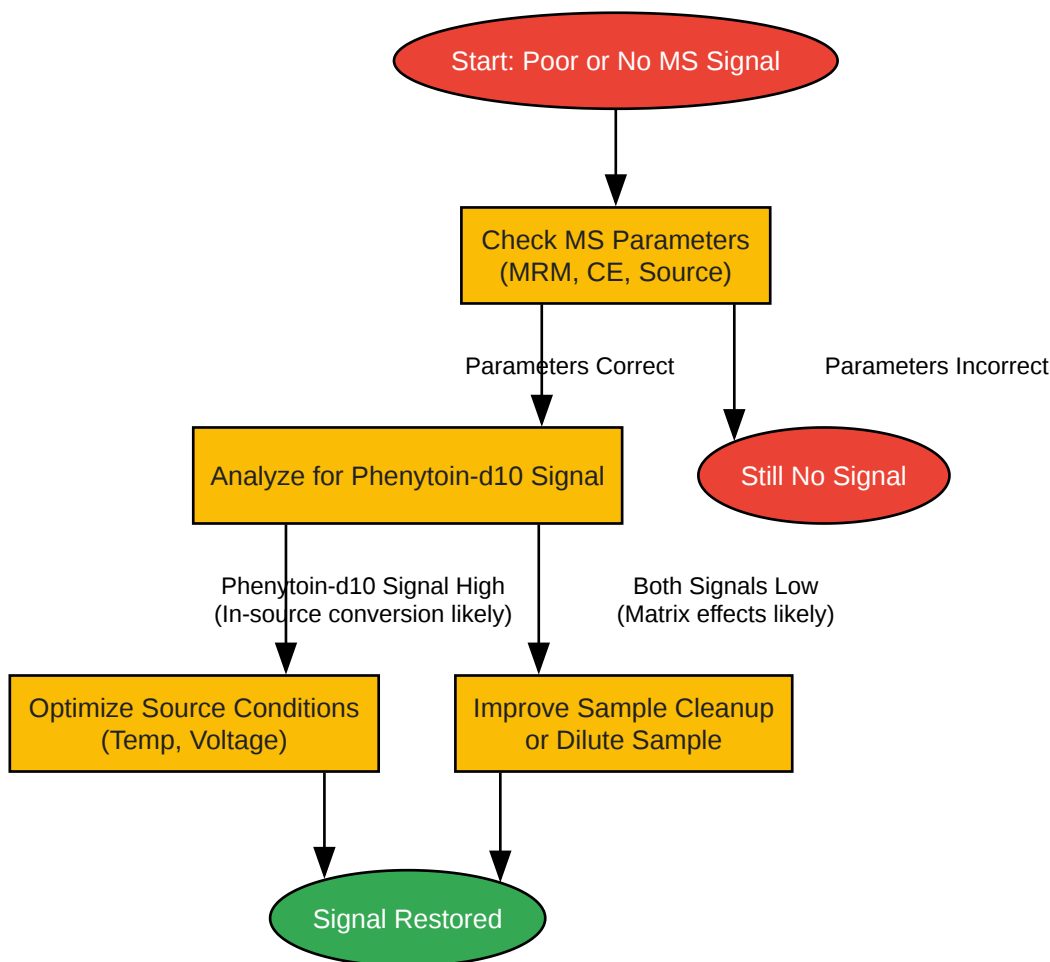 Start: Poor or No MS Signal
Check MS Parameters
(MRM, CE, Source)
Parameters Correct
Parameters Incorrect
Analyze for Phenytoin-d10 Signal
Still No Signal
Phenytoin-d10 Signal High
(In-source conversion likely)
Both Signals Low
(Matrix effects likely)
Optimize Source Conditions
(Temp, Voltage)
Improve Sample Cleanup
or Dilute Sample
Signal Restored